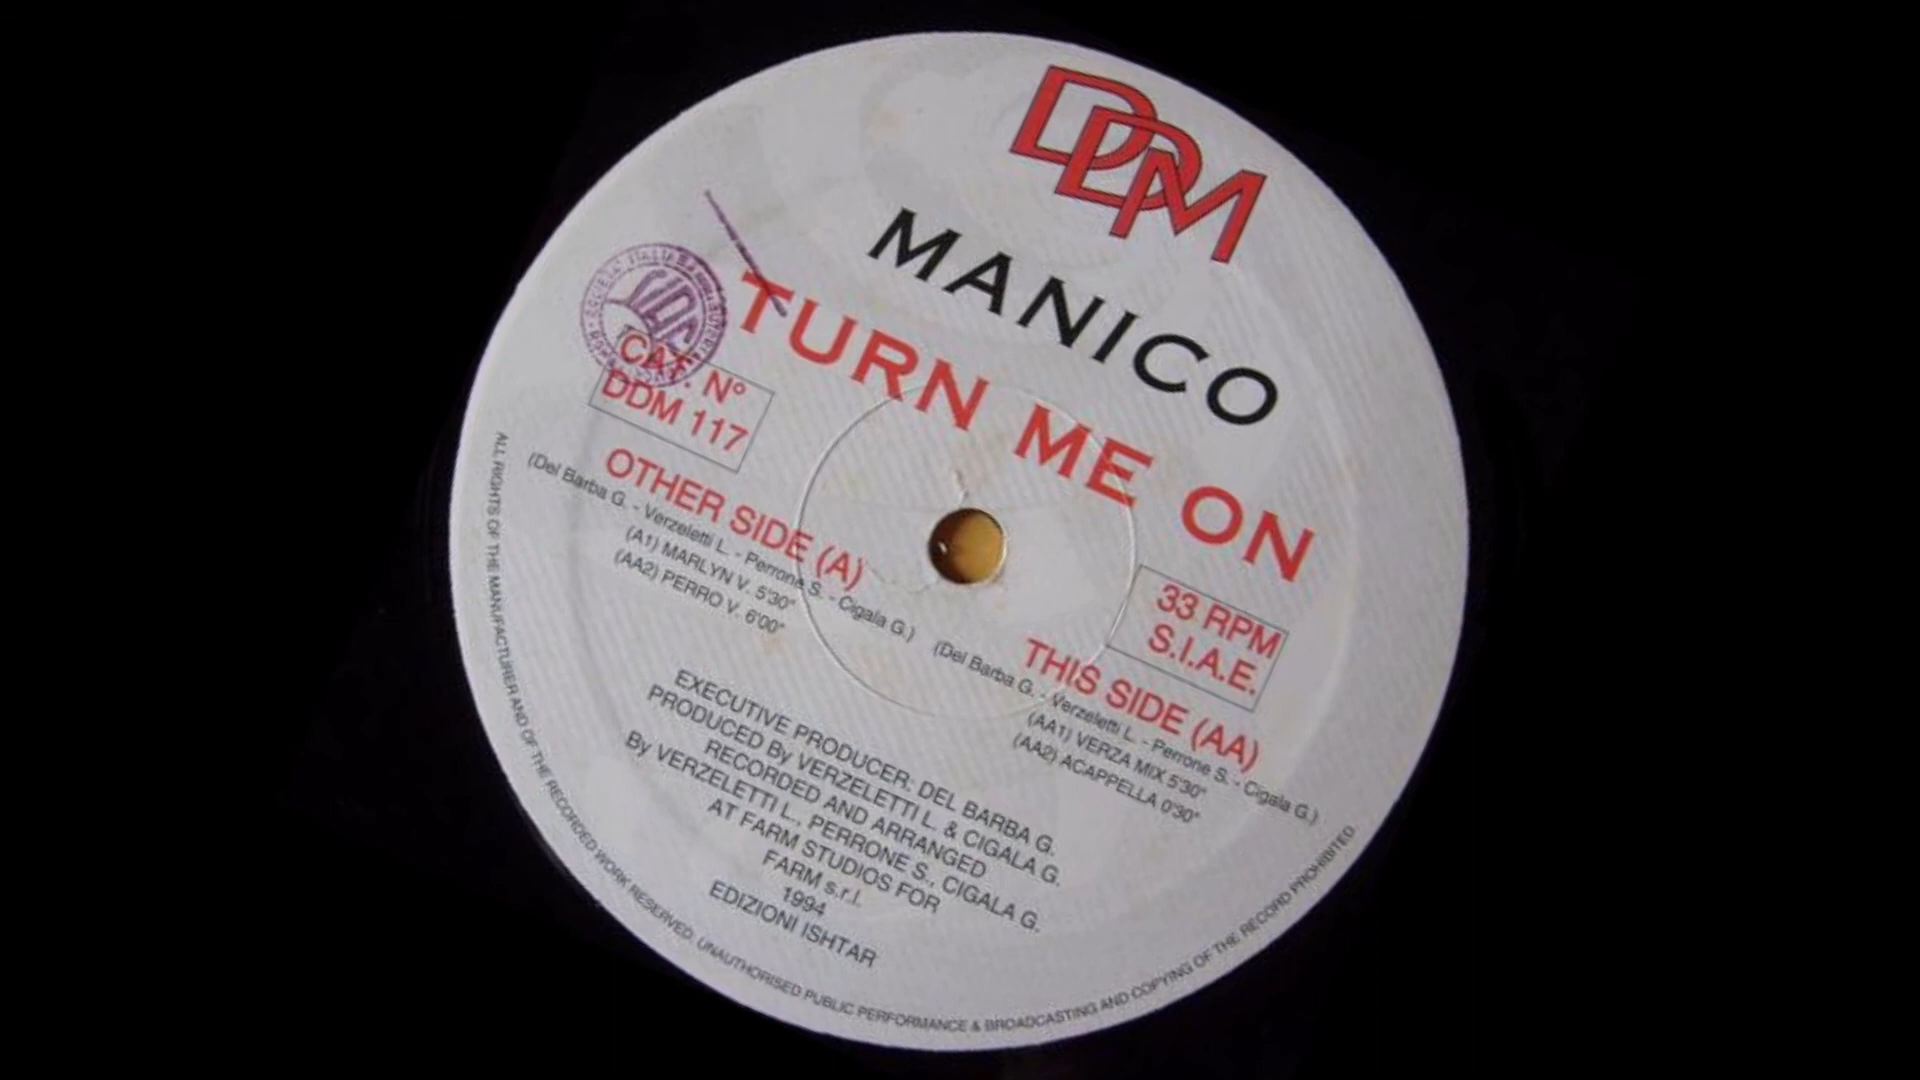 DDM
MANICO
TURN ME ON
CAT. N°
DDM 117
OTHER SIDE (A)
(Del Barba G. - Verzeletti L. - Perrone S. - Cigala G.)
(A1) MARLYN V. 5'30"
(AA2) PERRO V. 6'00"
33 RPM
S.I.A.E.
THIS SIDE (AA)
(Del Barba G. - Verzeletti L. - Perrone S. - Cigala G.)
(AA1) VERZA MIX 5'30"
(AA2) ACAPPELLA 0'30"
EXECUTIVE PRODUCER: DEL BARBA G.
PRODUCED By VERZELETTI L. & CIGALA G.
RECORDED AND ARRANGED
By VERZELETTI L., PERRONE S., CIGALA G.
AT FARM STUDIOS FOR
FARM s.r.l.
1994
EDIZIONI ISHTAR
ALL RIGHTS OF THE MANUFACTURER AND OF THE RECORDED WORK RESERVED. UNAUTHORISED PUBLIC PERFORMANCE & BROADCASTING AND COPYING OF THE RECORD PROHIBITED